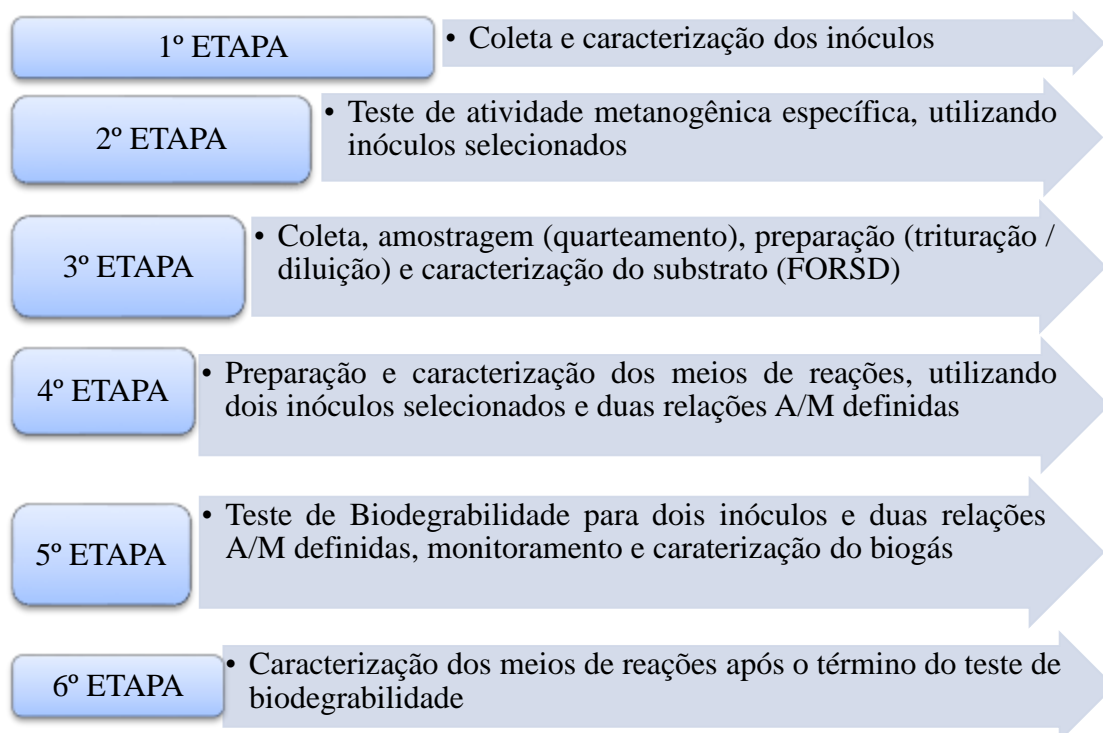 1º ETAPA
• Coleta e caracterização dos inóculos
2º ETAPA
• Teste de atividade metanogênica específica, utilizando
inóculos selecionados
3º ETAPA
• Coleta, amostragem (quarteamento), preparação (trituração /
diluição) e caracterização do substrato (FORSD)
4º ETAPA
• Preparação e caracterização dos meios de reações, utilizando
dois inóculos selecionados e duas relações A/M definidas
5º ETAPA
• Teste de Biodegrabilidade para dois inóculos e duas relações
A/M definidas, monitoramento e caraterização do biogás
6º ETAPA
• Caracterização dos meios de reações após o término do teste de
biodegrabilidade